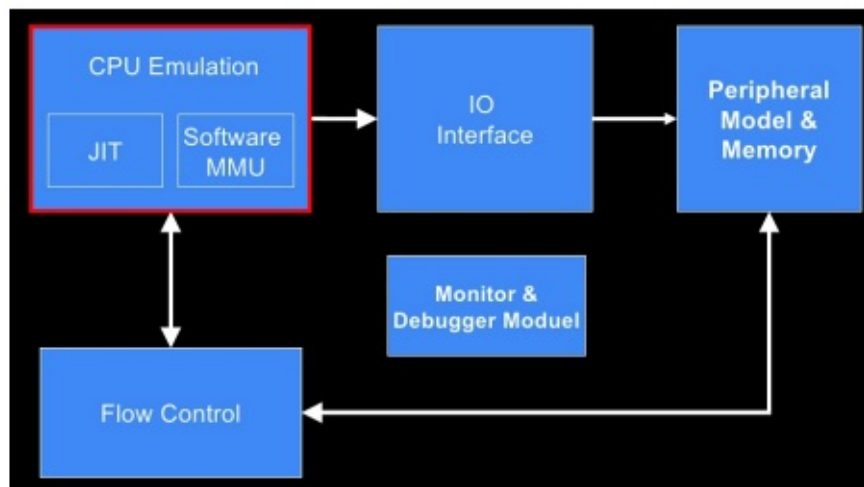 CPU Emulation
JIT
Software
MMU
IO
Interface
Peripheral
Model &
Memory
Monitor &
Debugger Moduel
Flow Control